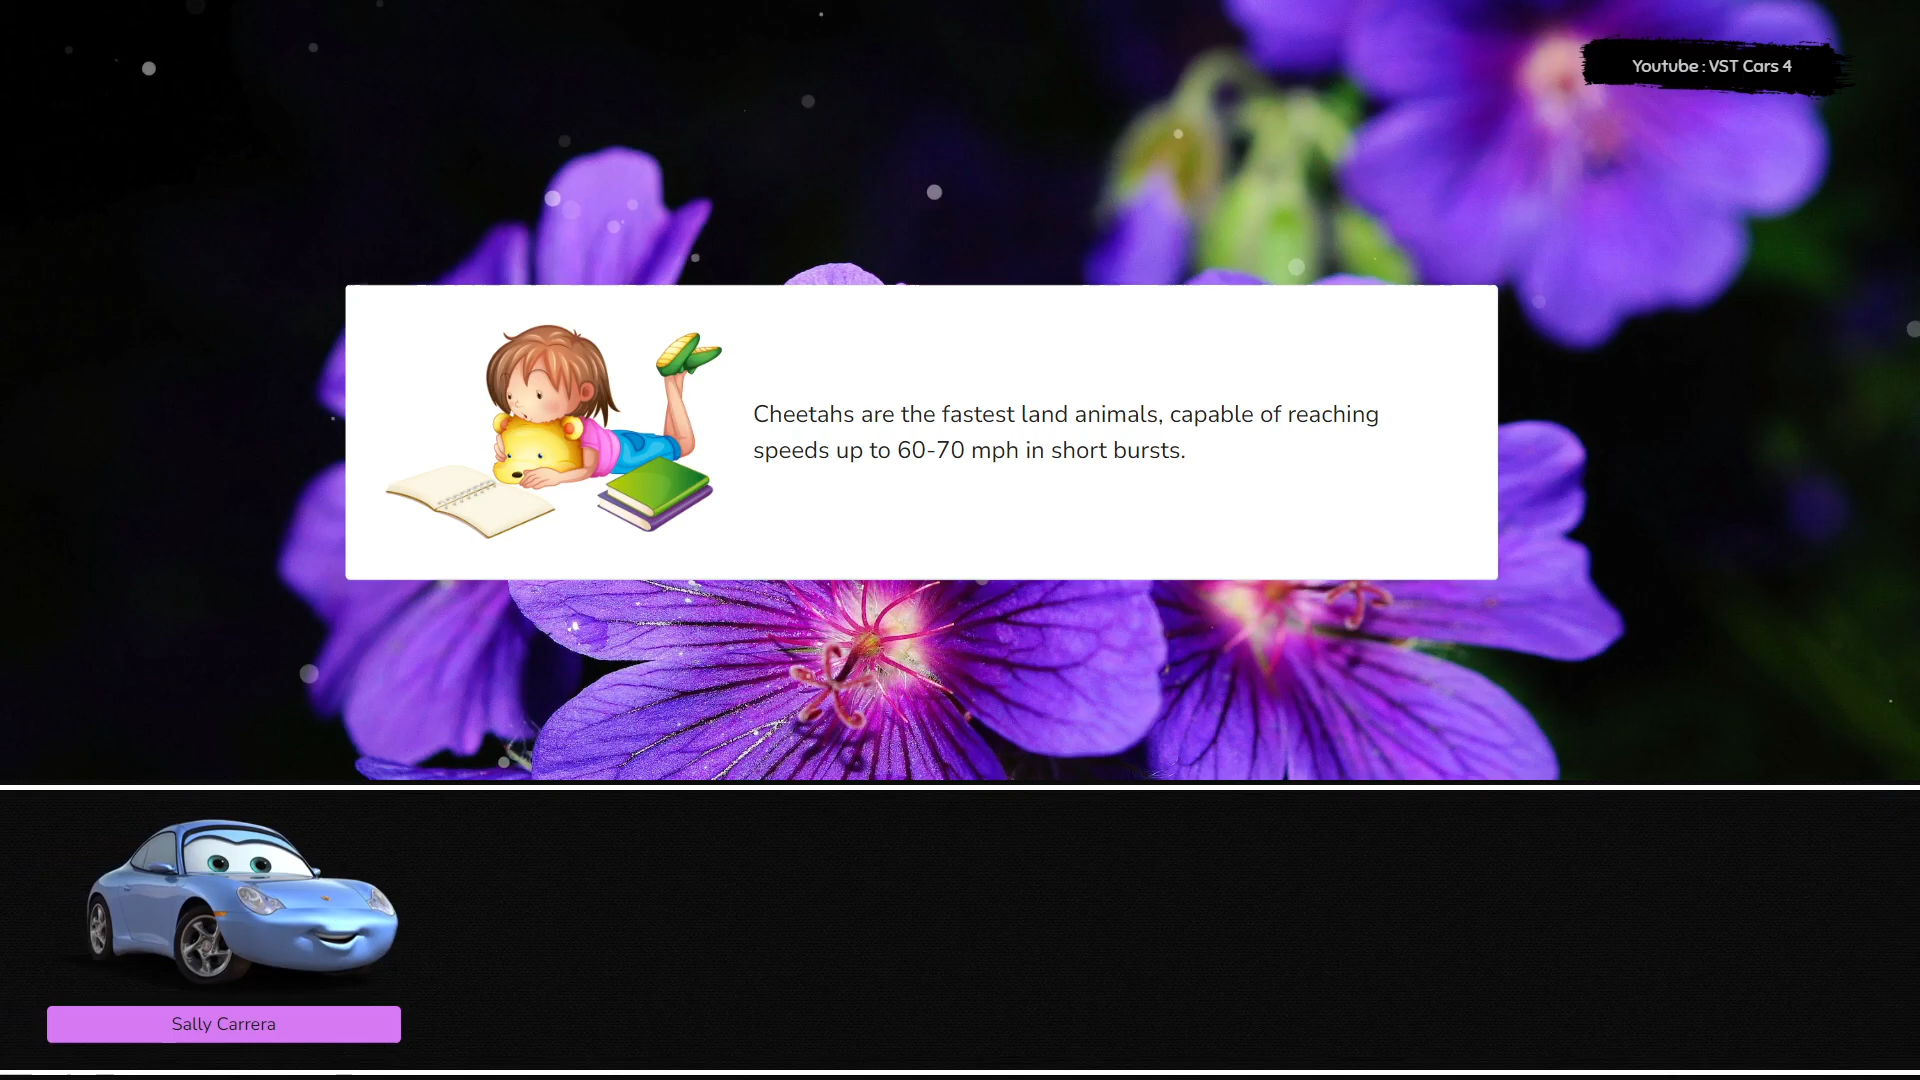 Youtube : VST Cars 4
Cheetahs are the fastest land animals, capable of reaching
speeds up to 60-70 mph in short bursts.
Sally Carrera